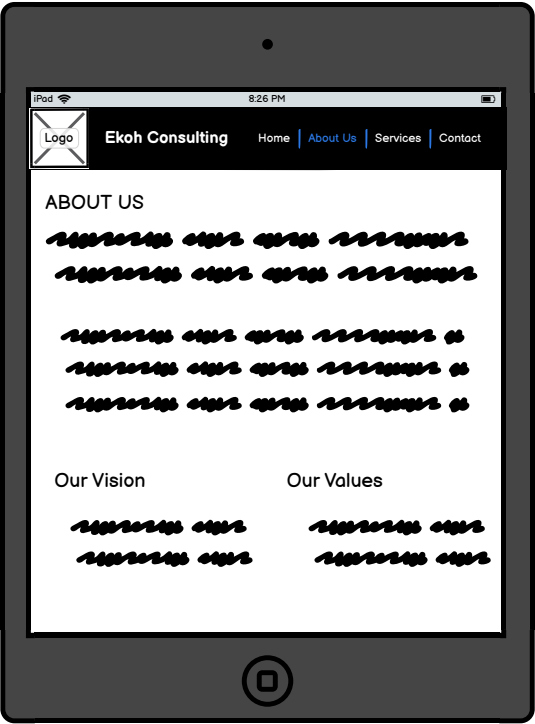 iPad 8:26 PM
Logo Ekoh Consulting Home About Us Services Contact
ABOUT US
Our Vision Our Values